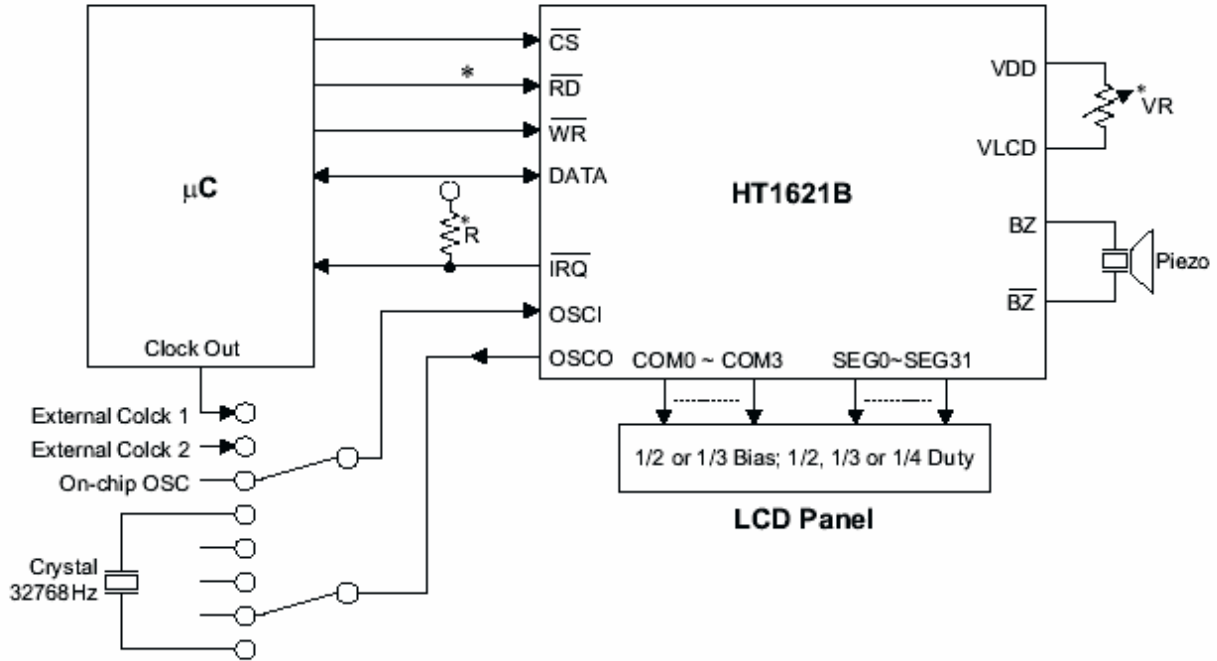 μC
Clock Out
HT1621B
CS
RD
WR
DATA
IRQ
OSCI
OSCO
*
*
R
VDD
VLCD
*
VR
BZ
BZ
Piezo
COM0 ~ COM3
SEG0~SEG31
1/2 or 1/3 Bias; 1/2, 1/3 or 1/4 Duty
LCD Panel
External Colck 1
External Colck 2
On-chip OSC
Crystal
32768Hz